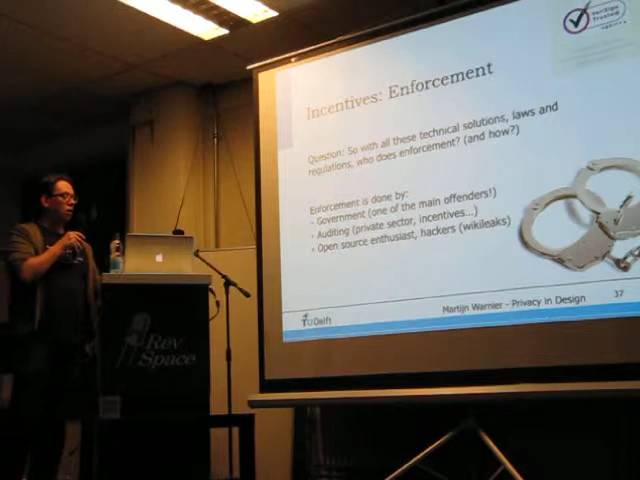 VeriSign
Trusted
Incentives: Enforcement
Question: So with all these technical solutions, laws and
regulations, who does enforcement? (and how?)
Enforcement is done by:
- Government (one of the main offenders!)
- Auditing (private sector, incentives...)
- Open source enthusiast, hackers (wikileaks)
TU Delft
Martijn Warnier - Privacy in Design
37
Rev
Space